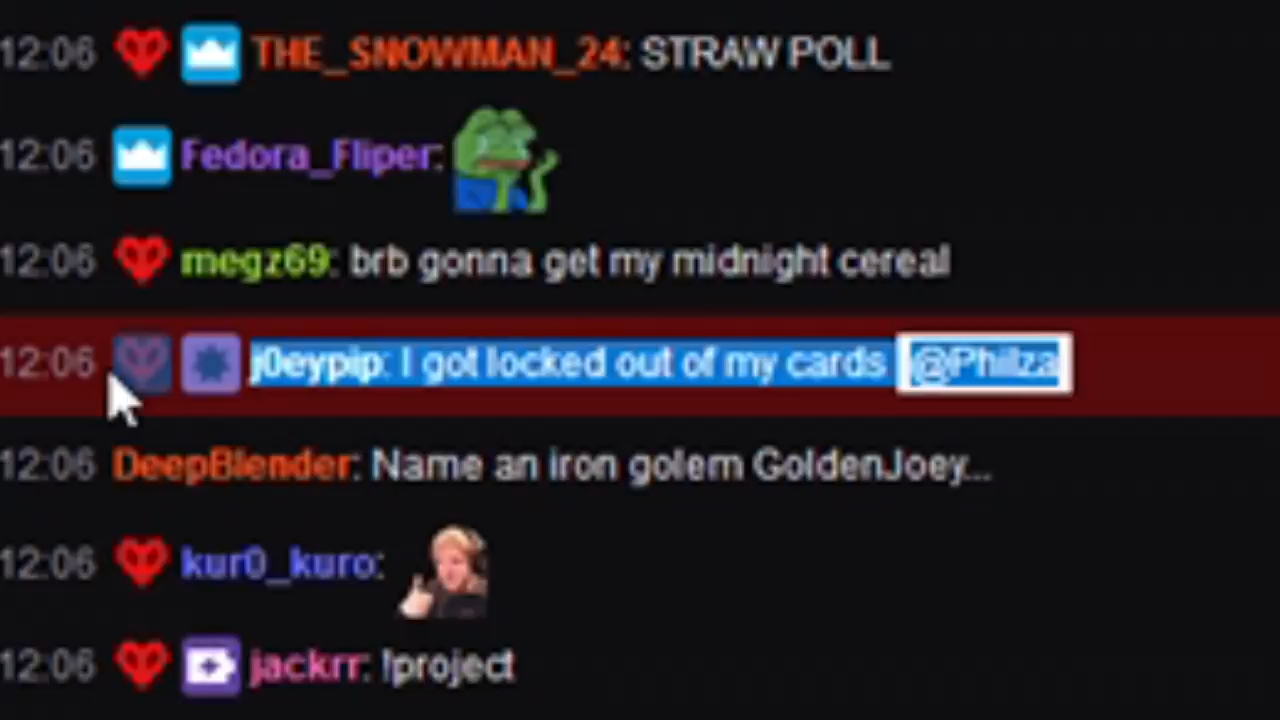 12:06 THE_SNOWMAN_24: STRAW POLL
12:06 Fedora_Fliper:
12:06 megz69: brb gonna get my midnight cereal
12:06 j0eypip: I got locked out of my cards @Philza
12:06 DeepBlender: Name an iron golem GoldenJoey...
12:06 kur0_kuro:
12:06 jackrr: !project